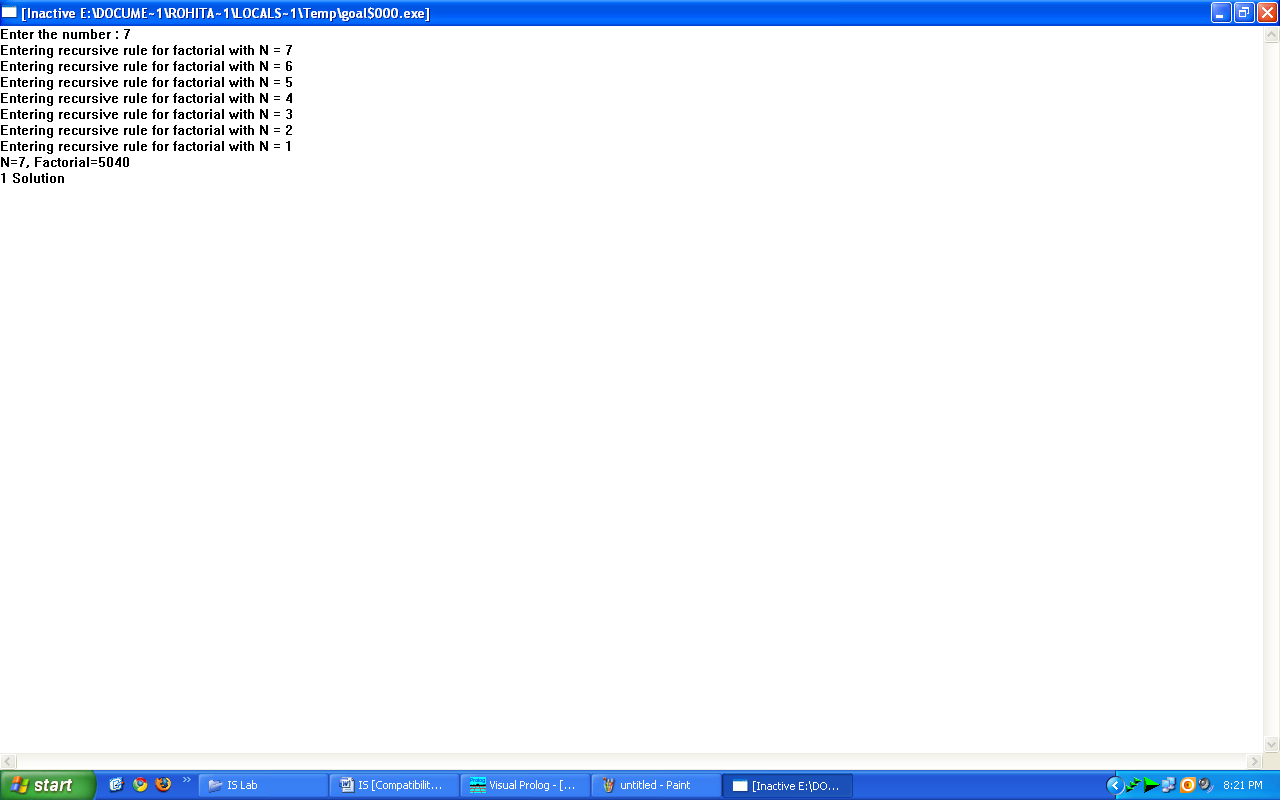 [Inactive E:\DOCUME~1\ROHITA~1\LOCALS~1\Temp\goal$000.exe]
Enter the number : 7
Entering recursive rule for factorial with N = 7
Entering recursive rule for factorial with N = 6
Entering recursive rule for factorial with N = 5
Entering recursive rule for factorial with N = 4
Entering recursive rule for factorial with N = 3
Entering recursive rule for factorial with N = 2
Entering recursive rule for factorial with N = 1
N=7, Factorial=5040
1 Solution
start IS Lab IS [Compatibilit... Visual Prolog - [... untitled - Paint [Inactive E:\DO... 8:21 PM